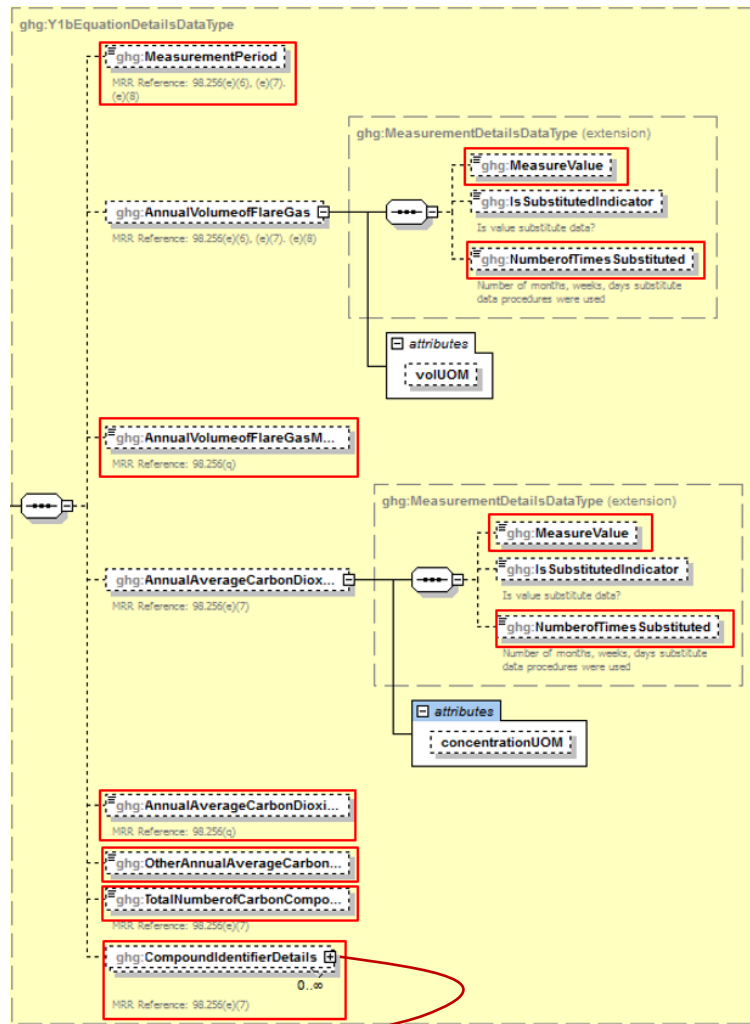 ghg:Y1bEquationDetailsDataType
ghg:MeasurementPeriod
MRR Reference: 98.256(e)(6), (e)(7).
(e)(8)
ghg:MeasurementDetailsDataType (extension)
ghg:MeasureValue
ghg:IsSubstitutedIndicator
Is value substitute data?
ghg:AnnualVolumeofFlareGas
MRR Reference: 98.256(e)(6), (e)(7). (e)(8)
ghg:NumberofTimesSubstituted
Number of months, weeks, days substitute
data procedures were used
attributes
volUOM
ghg:AnnualVolumeofFlareGasM...
MRR Reference: 98.256(q)
ghg:MeasurementDetailsDataType (extension)
ghg:MeasureValue
ghg:IsSubstitutedIndicator
Is value substitute data?
ghg:AnnualAverageCarbonDiox...
MRR Reference: 98.256(e)(7)
ghg:NumberofTimesSubstituted
Number of months, weeks, days substitute
data procedures were used
attributes
concentrationUOM
ghg:AnnualAverageCarbonDioxi...
MRR Reference: 98.256(q)
ghg:OtherAnnualAverageCarbon...
ghg:TotalNumberofCarbonCompo...
MRR Reference: 98.256(e)(7)
ghg:CompoundIdentifierDetails
0..∞
MRR Reference: 98.256(e)(7)